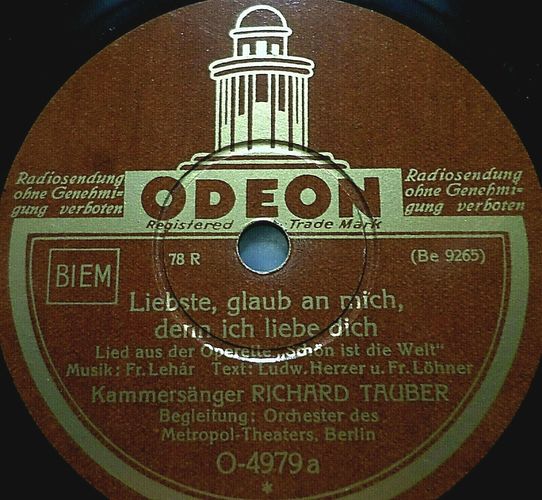 Radiosendung
ohne Genehmi=
gung verboten
ODEON
Radiosendung
ohne Genehmi=
gung verboten
Registered Trade Mark
BIEM
78 R
(Be 9265)
Liebste, glaub an mich,
denn ich liebe dich
Lied aus der Operette „Schön ist die Welt"
Musik: Fr. Lehár Text: Ludw. Herzer u. Fr. Löhner
Kammersänger RICHARD TAUBER
Begleitung: Orchester des
Metropol-Theaters, Berlin
O-4979a
*